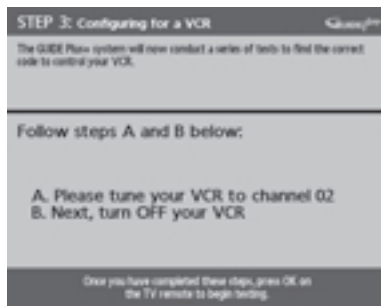 STEP 3: Configuring for a VCR
The GUIDE Plus+ system will now conduct a series of tests to find the correct
code to control your VCR.
Follow steps A and B below:
A. Please tune your VCR to channel 02
B. Next, turn OFF your VCR
Once you have completed these steps, press OK on
the TV remote to begin testing.